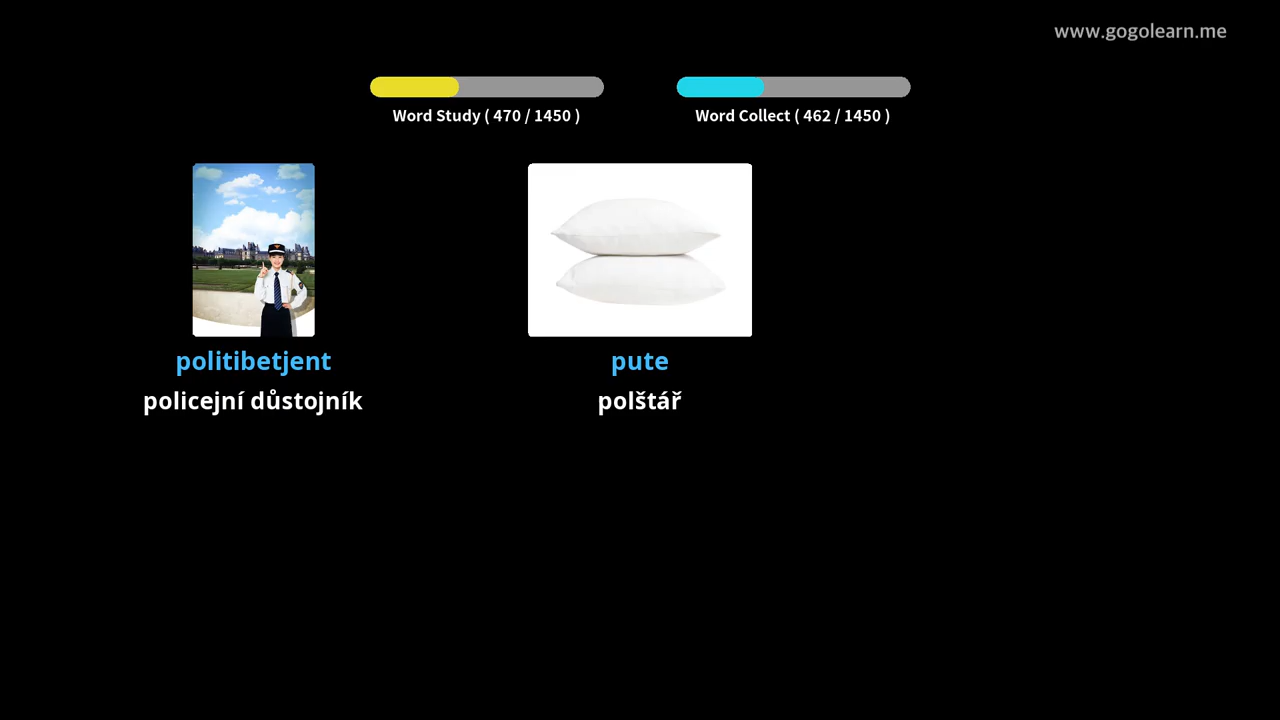 www.gogolearn.me
Word Study ( 470 / 1450 )
Word Collect ( 462 / 1450 )
politibetjent
policejní důstojník
pute
polštář